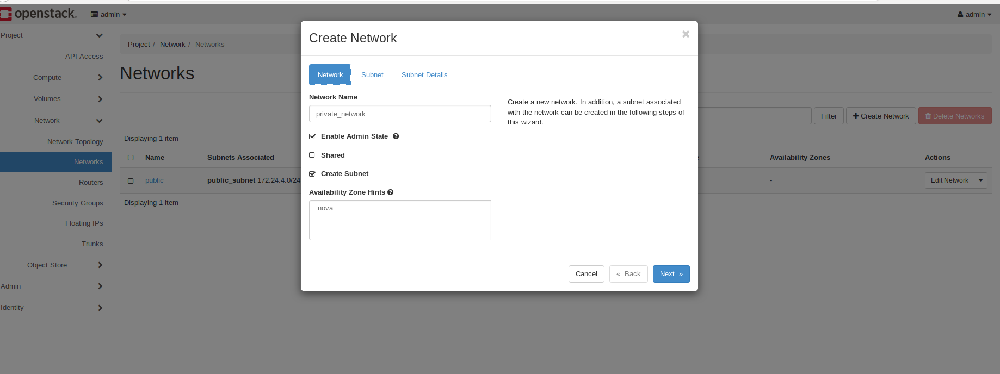 openstack.
admin
admin
Project
API Access
Compute
Volumes
Network
Network Topology
Networks
Routers
Security Groups
Floating IPs
Trunks
Object Store
Admin
Identity
Project / Network / Networks
Networks
Filter
Create Network
Delete Networks
Displaying 1 item
Name Subnets Associated Availability Zones Actions
public public_subnet 172.24.4.0/24 - Edit Network
Displaying 1 item
Create Network
Network Subnet Subnet Details
Network Name
private_network
Enable Admin State
Shared
Create Subnet
Availability Zone Hints
nova
Create a new network. In addition, a subnet associated
with the network can be created in the following steps of
this wizard.
Cancel « Back Next »